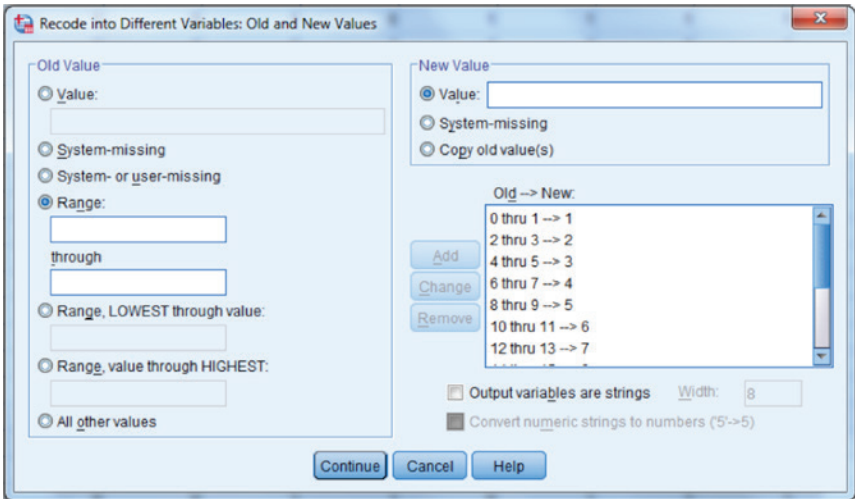 Recode into Different Variables: Old and New Values
Old Value
Value:
System-missing
System- or user-missing
Range:
through
Range, LOWEST through value:
Range, value through HIGHEST:
All other values
New Value
Value:
System-missing
Copy old value(s)
Old --> New:
0 thru 1 --> 1
2 thru 3 --> 2
4 thru 5 --> 3
6 thru 7 --> 4
8 thru 9 --> 5
10 thru 11 --> 6
12 thru 13 --> 7
Add
Change
Remove
Output variables are strings Width: 8
Convert numeric strings to numbers ('5'->5)
Continue Cancel Help